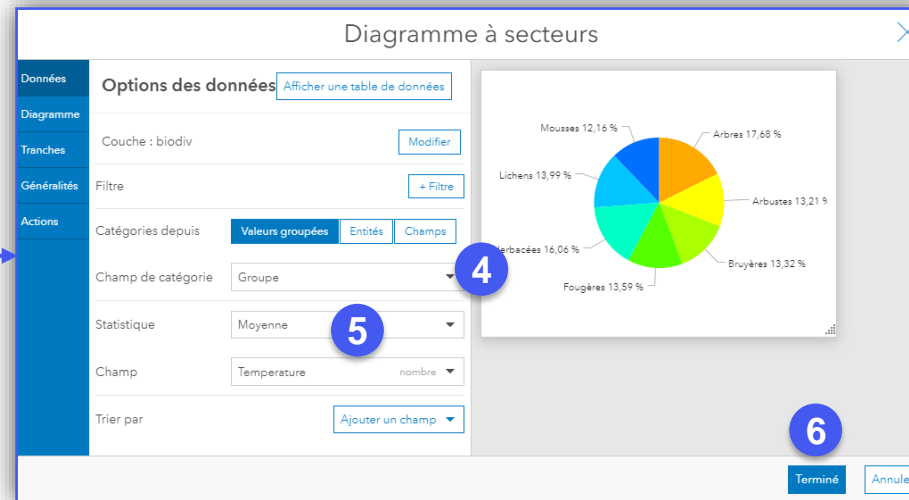 Diagramme à secteurs
Données
Diagramme
Tranches
Généralités
Actions
Options des données
Afficher une table de données
Couche : biodiv
Modifier
Filtre
+ Filtre
Catégories depuis
Valeurs groupées
Entités
Champs
Champ de catégorie
Groupe
4
Statistique
Moyenne
5
Champ
Temperature
nombre
Trier par
Ajouter un champ
Mousses 12,16 %
Arbres 17,68 %
Lichens 13,99 %
Arbustes 13,21 %
erbacées 16,06 %
Bruyères 13,32 %
Fougères 13,59 %
6
Terminé
Annule